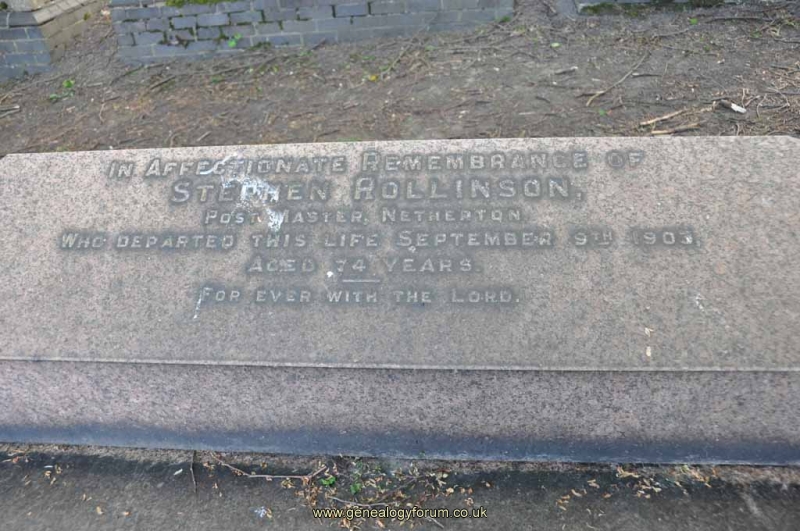 In Affectionate Remembrance of
Stephen Rollinson,
Post Master, Netherton.
Who departed this life September 9th 1905,
Aged 74 years.
For ever with the Lord.
www.genealogyforum.co.uk